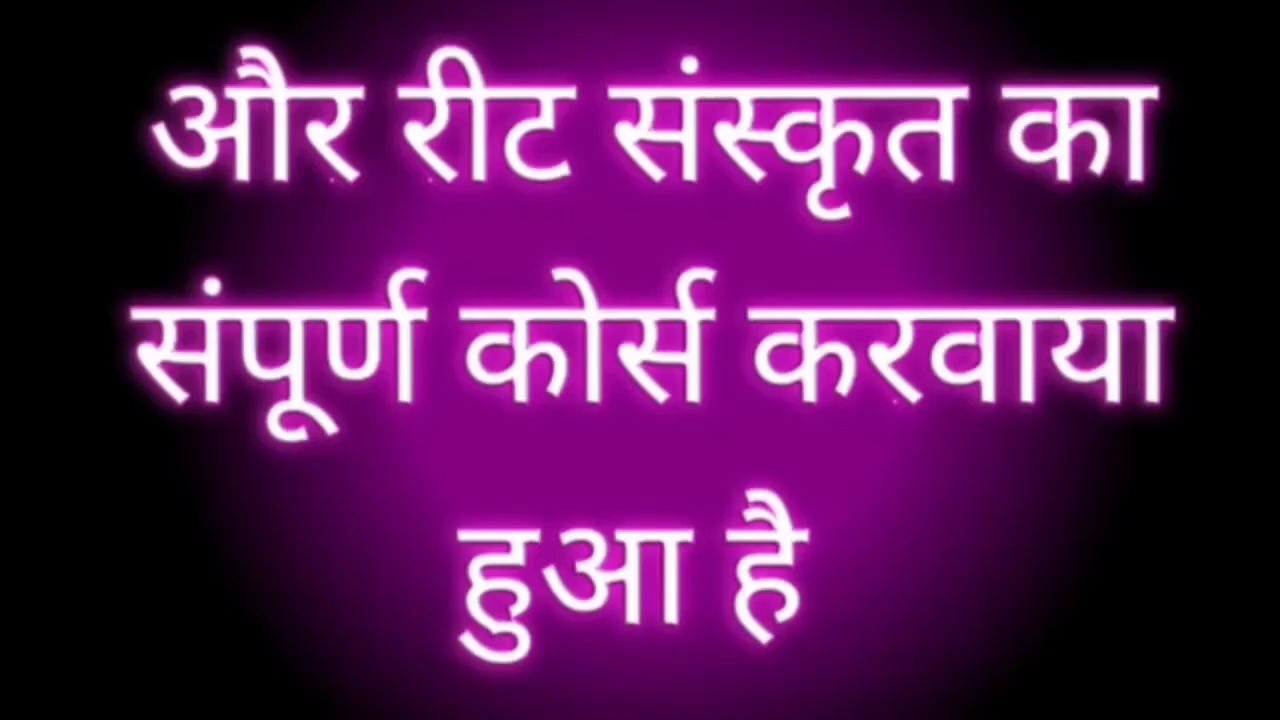 और रीट संस्कृत का
संपूर्ण कोर्स करवाया
हुआ है